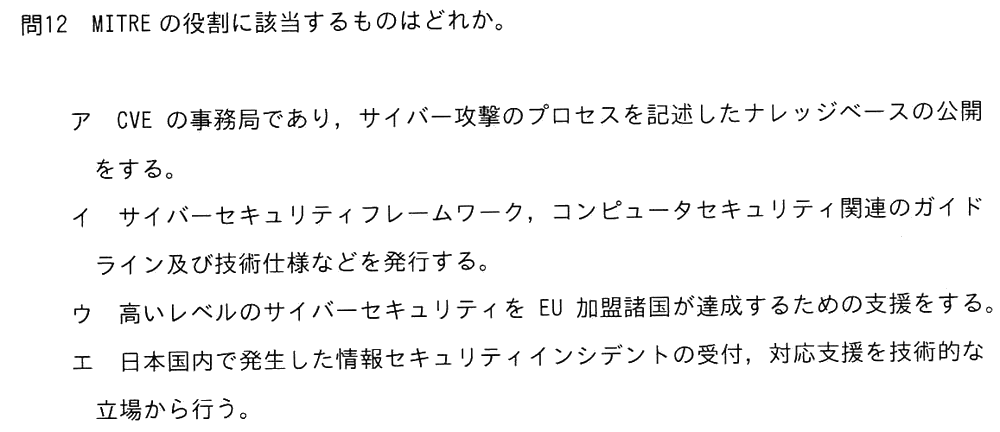 問12 MITRE の役割に該当するものはどれか。
ア CVE の事務局であり，サイバー攻撃のプロセスを記述したナレッジベースの公開
をする。
イ サイバーセキュリティフレームワーク，コンピュータセキュリティ関連のガイド
ライン及び技術仕様などを発行する。
ウ 高いレベルのサイバーセキュリティを EU 加盟諸国が達成するための支援をする。
エ 日本国内で発生した情報セキュリティインシデントの受付，対応支援を技術的な
立場から行う。